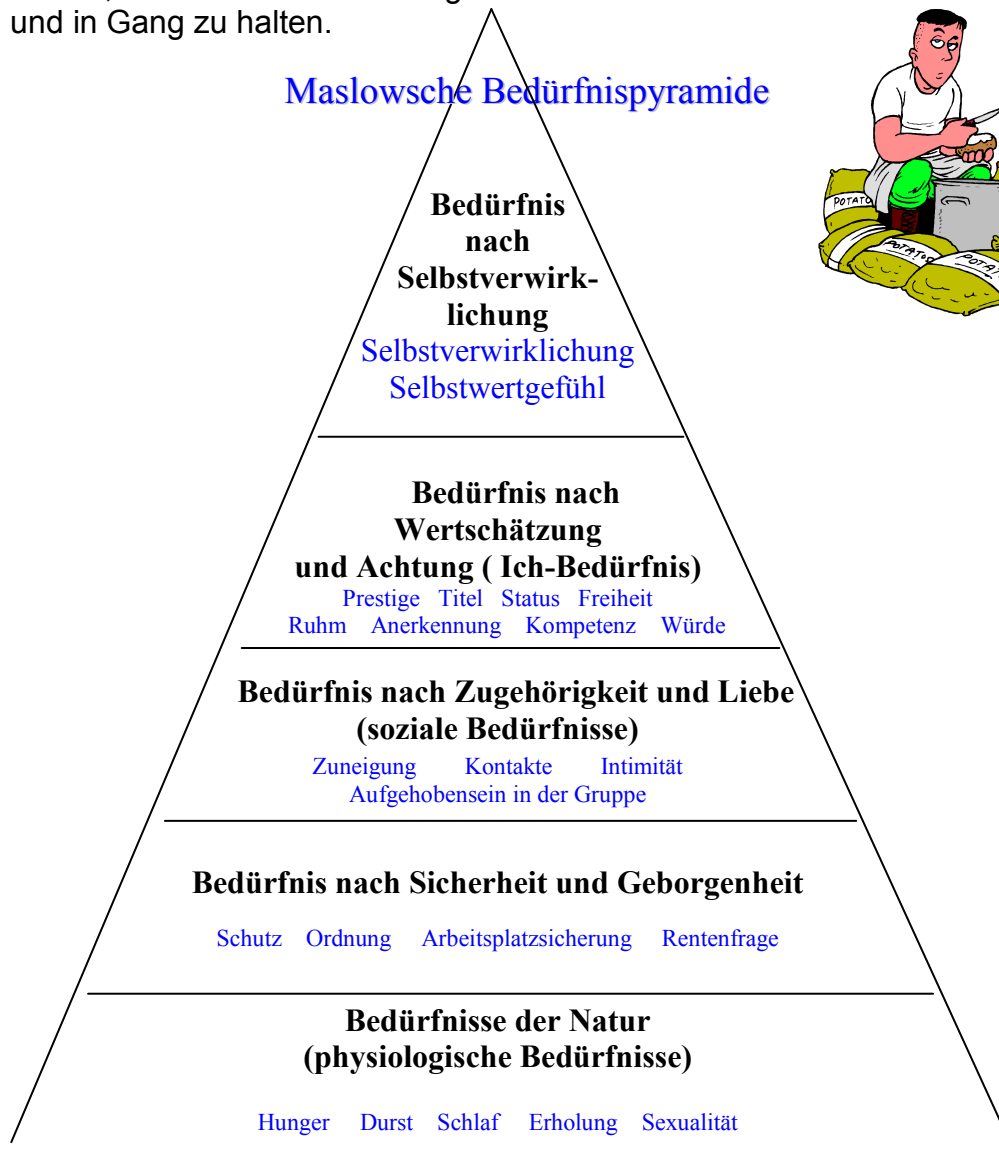 und in Gang zu halten.
Maslowsche Bedürfnispyramide
POTATO
POTATOE
POTAT
Bedürfnis
nach
Selbstverwirk-
lichung
Selbstverwirklichung
Selbstwertgefühl
Bedürfnis nach
Wertschätzung
und Achtung ( Ich-Bedürfnis)
Prestige Titel Status Freiheit
Ruhm Anerkennung Kompetenz Würde
Bedürfnis nach Zugehörigkeit und Liebe
(soziale Bedürfnisse)
Zuneigung Kontakte Intimität
Aufgehobensein in der Gruppe
Bedürfnis nach Sicherheit und Geborgenheit
Schutz Ordnung Arbeitsplatzsicherung Rentenfrage
Bedürfnisse der Natur
(physiologische Bedürfnisse)
Hunger Durst Schlaf Erholung Sexualität